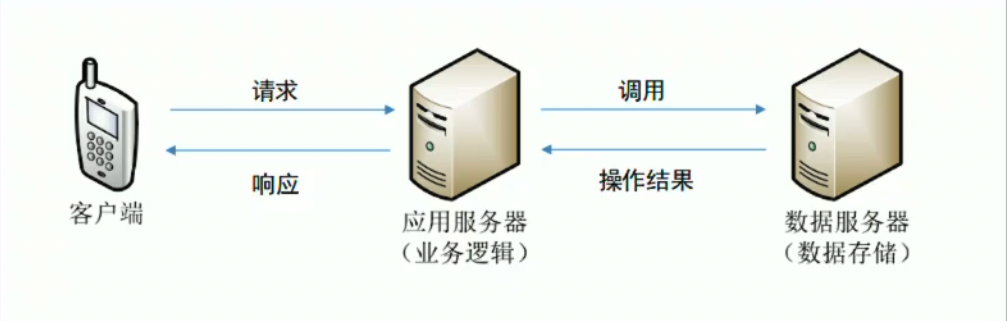 请求
调用
响应
操作结果
客户端
应用服务器
（业务逻辑）
数据服务器
（数据存储）